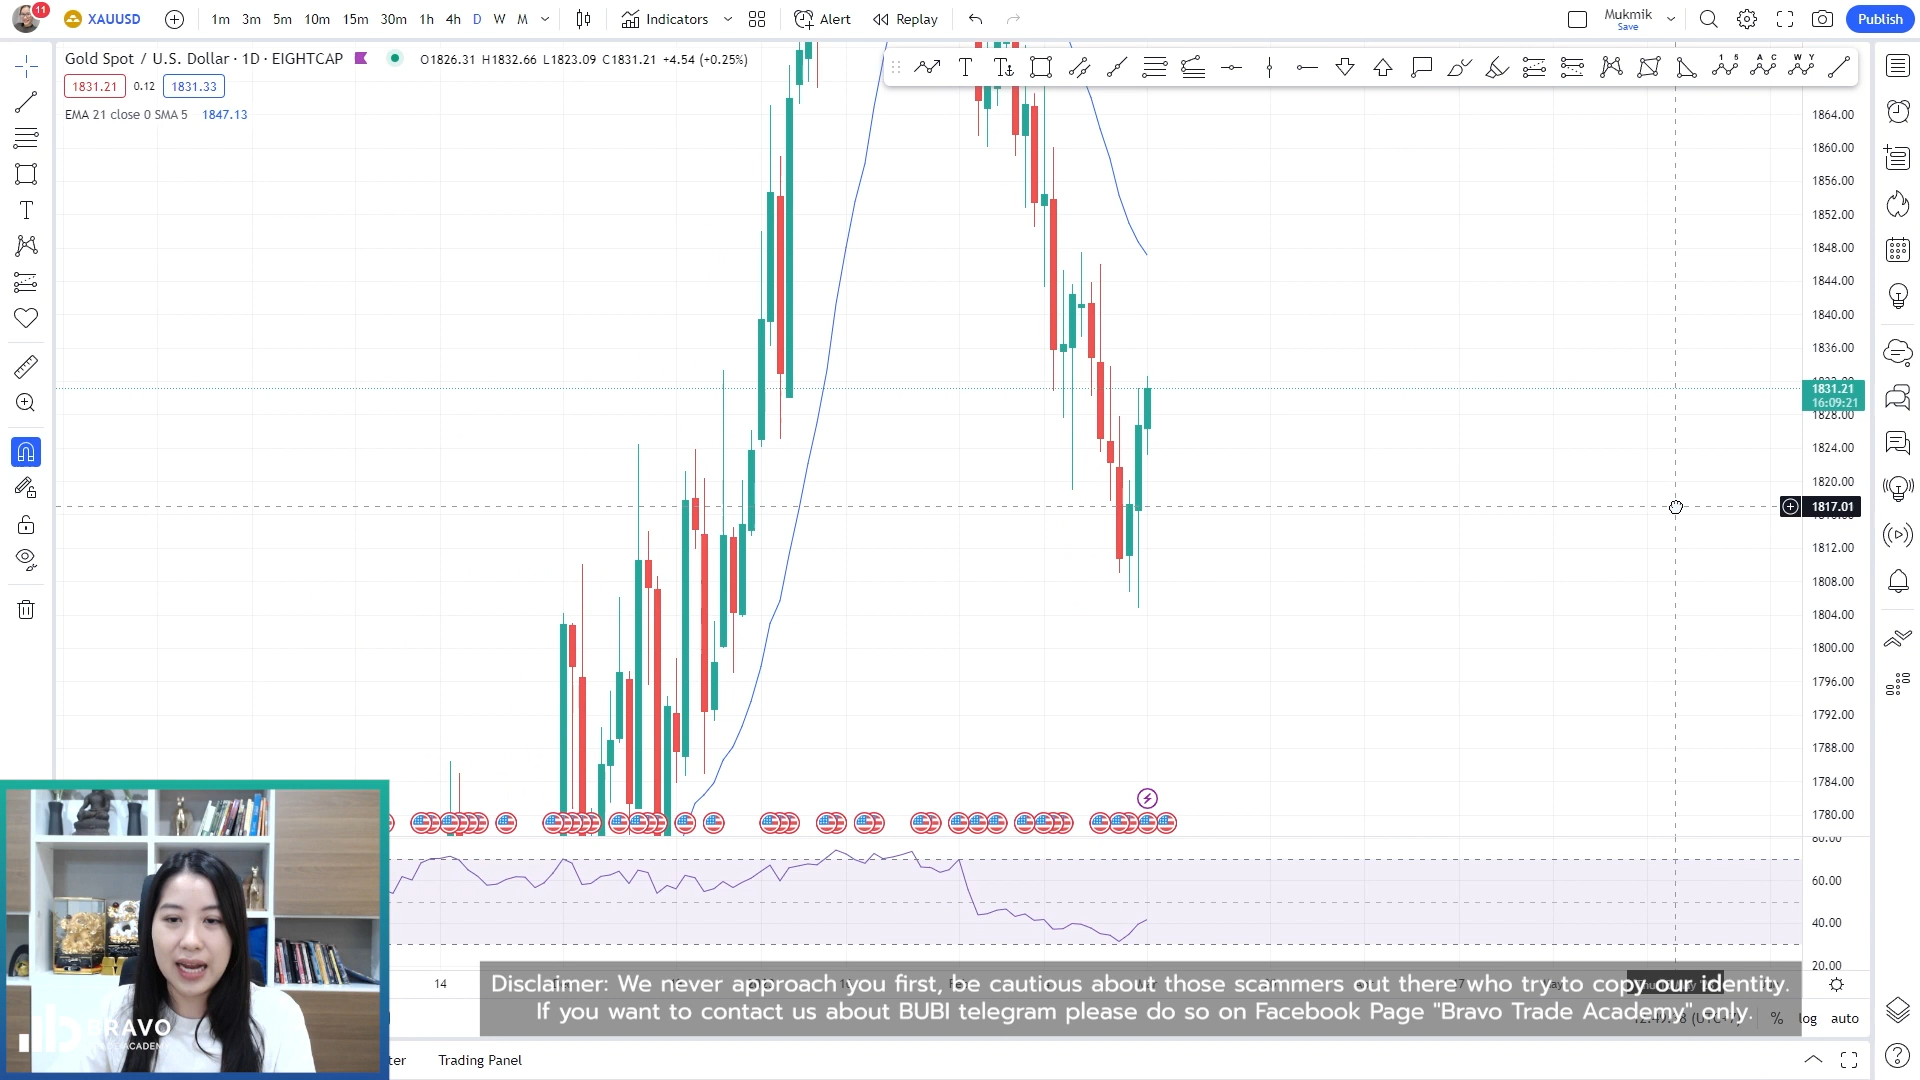 11
XAUUSD
1m 3m 5m 10m 15m 30m 1h 4h D W M
Indicators
Alert
Replay
Mukmik
Save
Publish
Gold Spot / U.S. Dollar · 1D · EIGHTCAP
O1826.31 H1832.66 L1823.09 C1831.21 +4.54 (+0.25%)
1831.21 0.12 1831.33
EMA 21 close 0 SMA 5 1847.13
1864.00
1860.00
1856.00
1852.00
1848.00
1844.00
1840.00
1836.00
1831.21
16:09:21
1828.00
1824.00
1820.00
1817.01
1812.00
1808.00
1804.00
1800.00
1796.00
1792.00
1788.00
1784.00
1780.00
80.00
60.00
40.00
20.00
14
Disclaimer: We never approach you first, be cautious about those scammers out there who try to copy our identity.
If you want to contact us about BUBI telegram please do so on Facebook Page "Bravo Trade Academy" only.
% log auto
BRAVO
Trading Panel